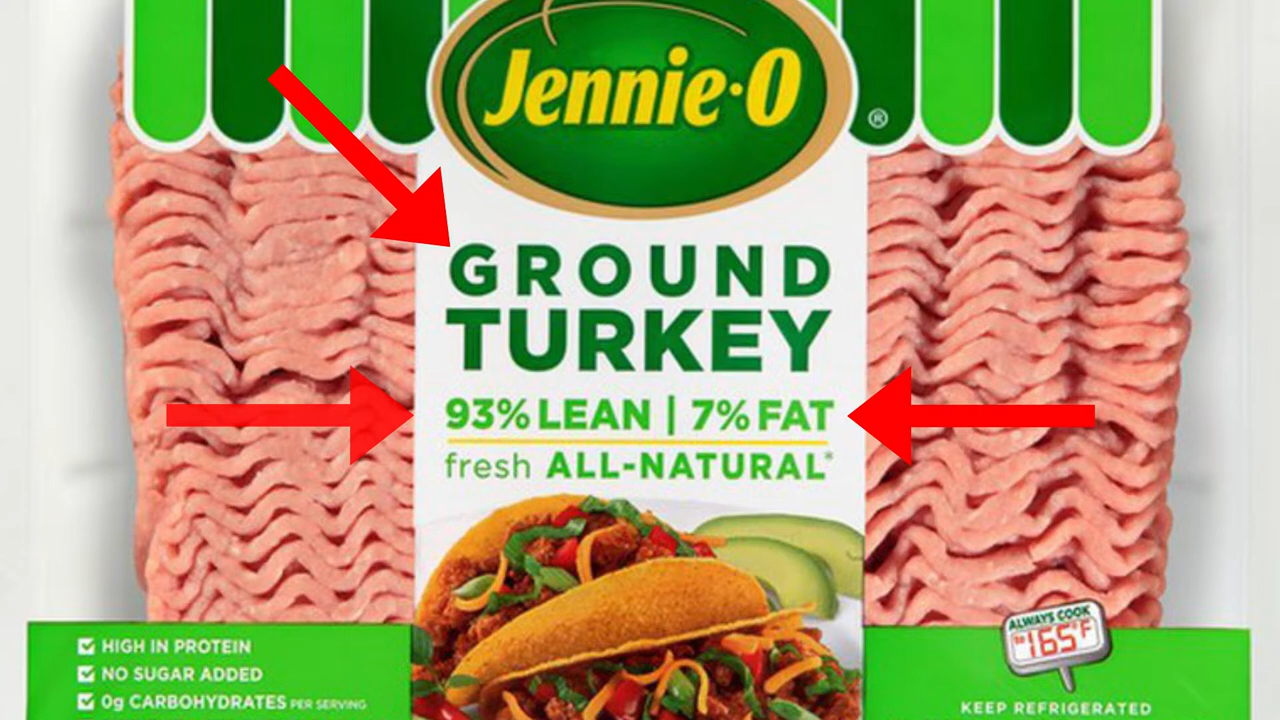 Jennie-O
®
GROUND
TURKEY
93% LEAN | 7% FAT
fresh ALL-NATURAL*
HIGH IN PROTEIN
NO SUGAR ADDED
0g CARBOHYDRATES PER SERVING
ALWAYS COOK
TO 165°F
KEEP REFRIGERATED